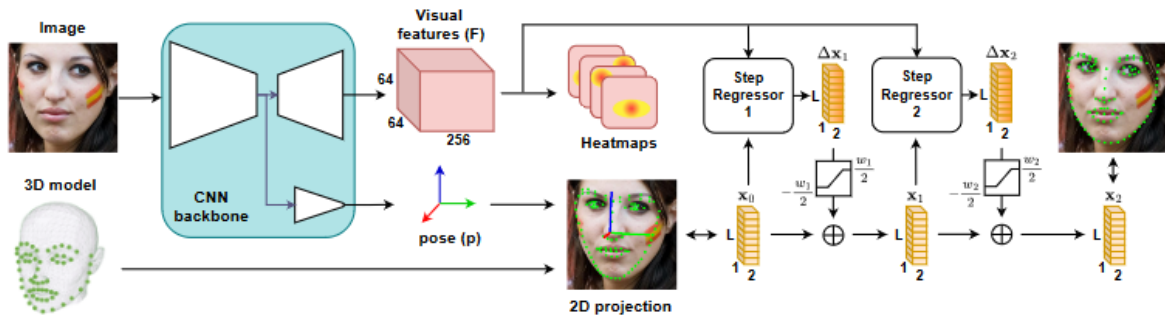 Image
Visual
features (F)
64
64
256
CNN
backbone
3D model
pose (p)
Heatmaps
2D projection
Step
Regressor
1
Δx₁
L
1 2
Step
Regressor
2
Δx₂
L
1 2
w₁
2
-w₁
2
w₂
2
-w₂
2
x₀
L
1 2
x₁
L
1 2
x₂
L
1 2